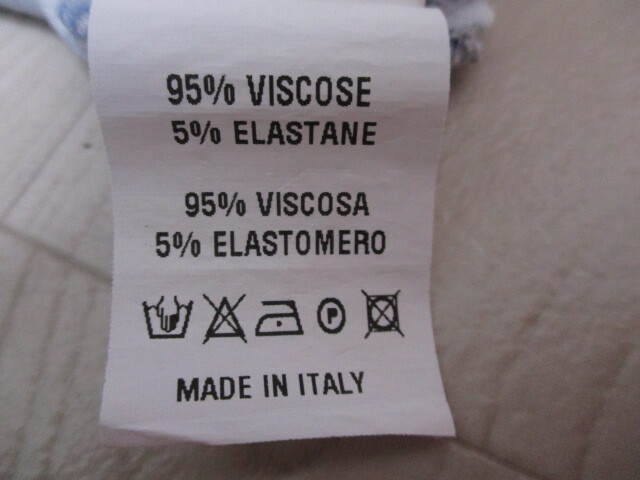 95% VISCOSE
5% ELASTANE
95% VISCOSA
5% ELASTOMERO
P
MADE IN ITALY